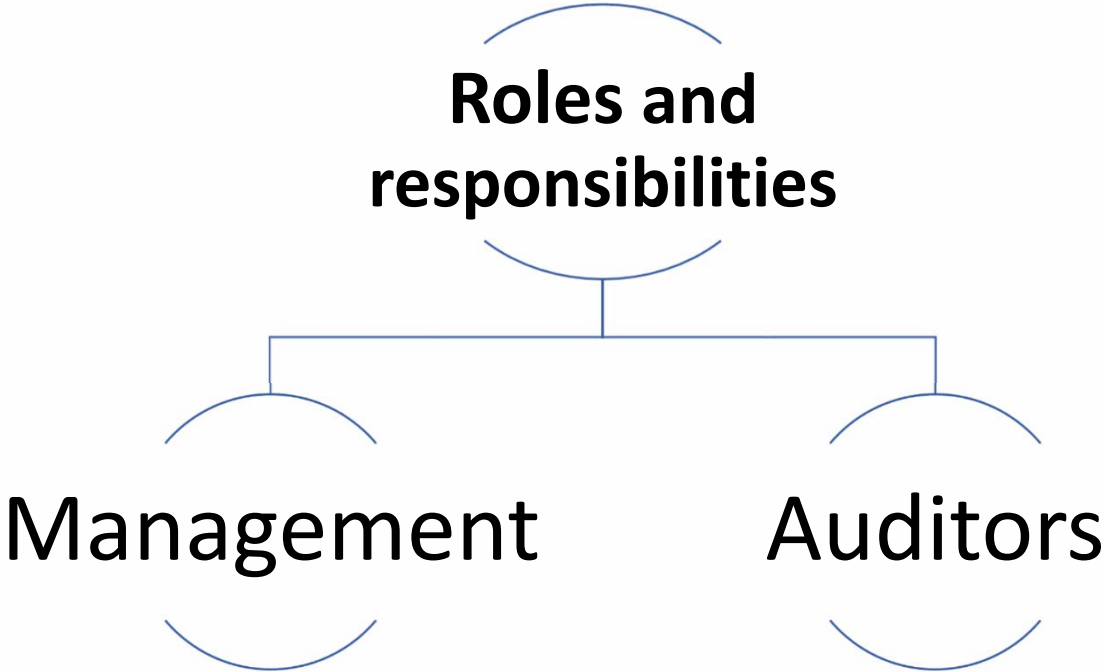 Roles and
responsibilities
Management
Auditors